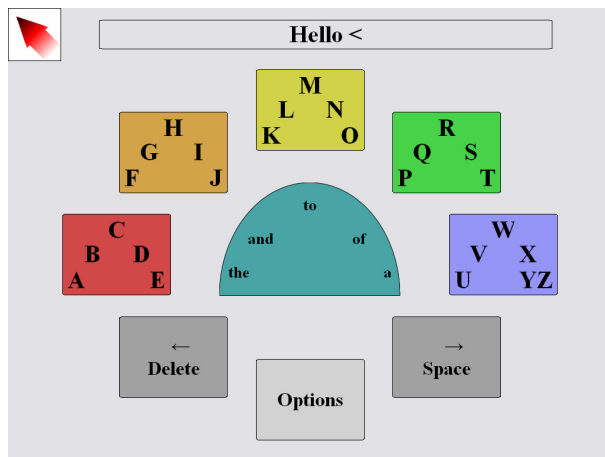 Hello <
M
L N
K O
H
G I
F J
R
Q S
P T
C
B D
A E
to
and of
the a
W
V X
U YZ
←
Delete
→
Space
Options